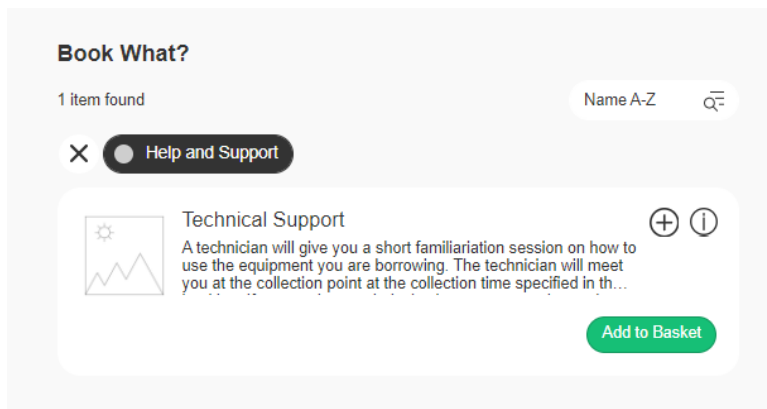 Book What?
1 item found
Name A-Z
Help and Support
Technical Support
A technician will give you a short familiariation session on how to
use the equipment you are borrowing. The technician will meet
you at the collection point at the collection time specified in th...
Add to Basket